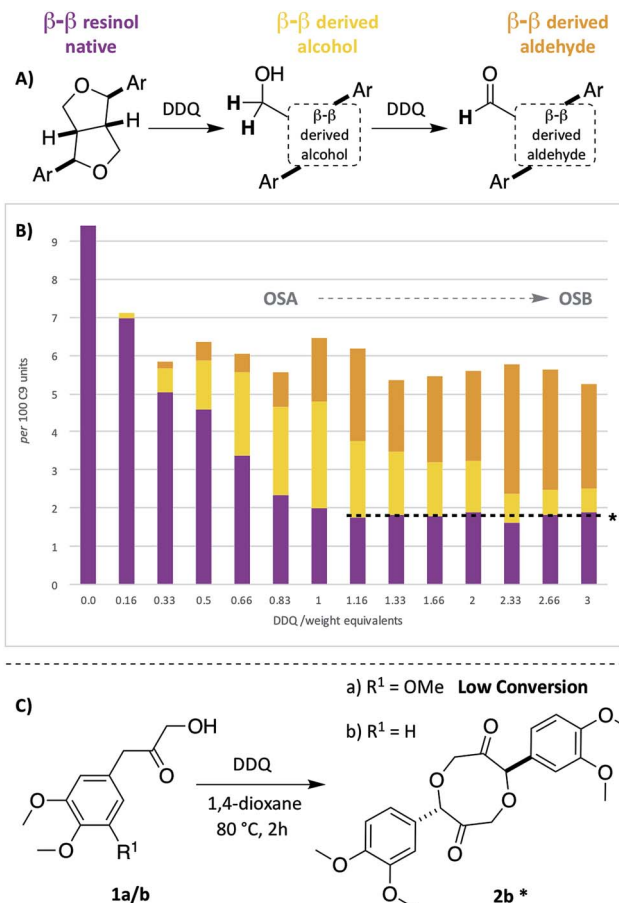 β-β resinol
native
β-β derived
alcohol
β-β derived
aldehyde
A)
O
Ar
H
H
Ar
O
DDQ
OH
H
H
Ar
β-β
derived
alcohol
Ar
DDQ
O
H
Ar
β-β
derived
aldehyde
Ar
B)
OSA
OSB
per 100 C9 units
9
8
7
6
5
4
3
2
1
0
*
0.0 0.16 0.33 0.5 0.66 0.83 1 1.16 1.33 1.66 2 2.33 2.66 3
DDQ /weight equivalents
C)
a) R¹ = OMe Low Conversion
b) R¹ = H
OH
O
O
O
R¹
1a/b
DDQ
1,4-dioxane
80 °C, 2h
O
O
O
O
O
O
O
O
2b *